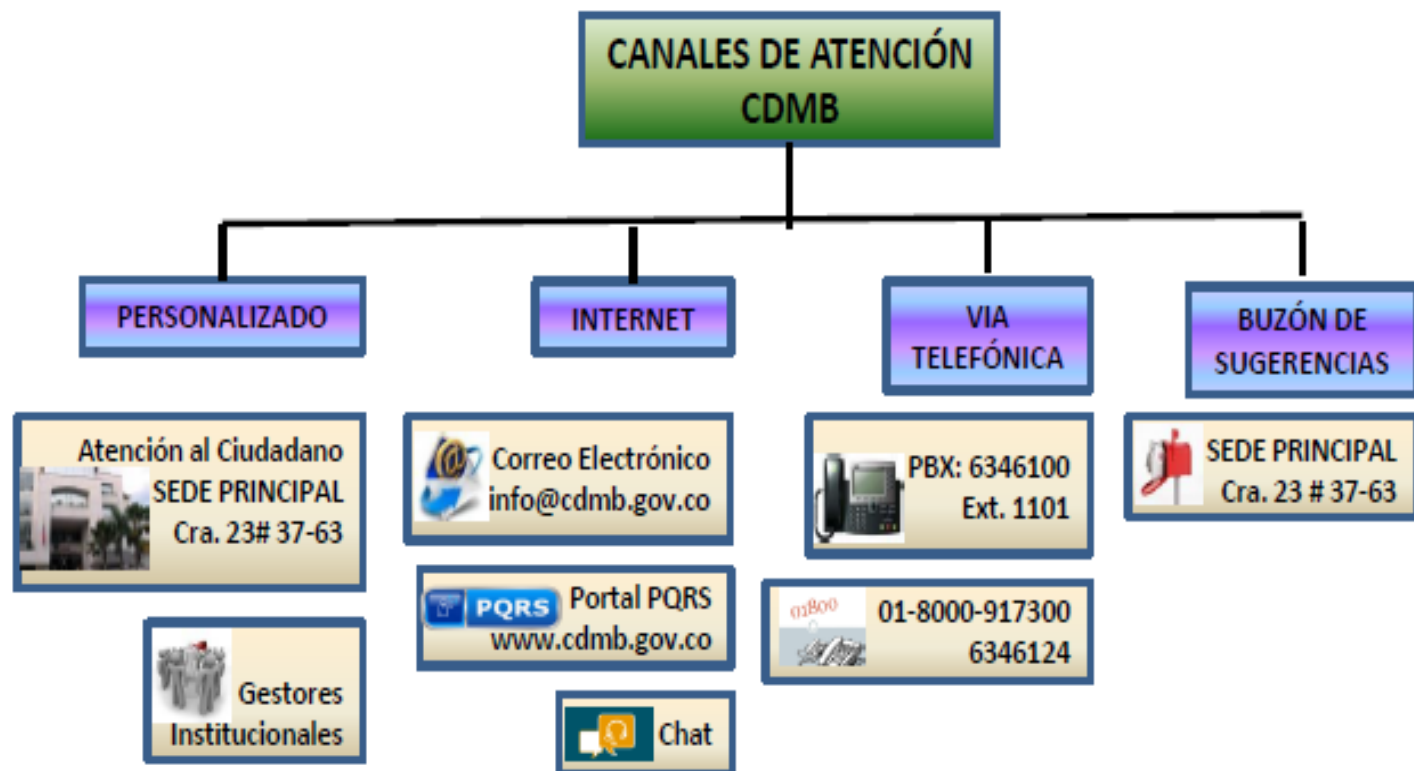 CANALES DE ATENCIÓN
CDMB
PERSONALIZADO
Atención al Ciudadano
SEDE PRINCIPAL
Cra. 23# 37-63
Gestores
Institucionales
INTERNET
Correo Electrónico
info@cdmb.gov.co
PQRS
Portal PQRS
www.cdmb.gov.co
Chat
VIA
TELEFÓNICA
PBX: 6346100
Ext. 1101
01800
01-8000-917300
6346124
BUZÓN DE
SUGERENCIAS
SEDE PRINCIPAL
Cra. 23 # 37-63